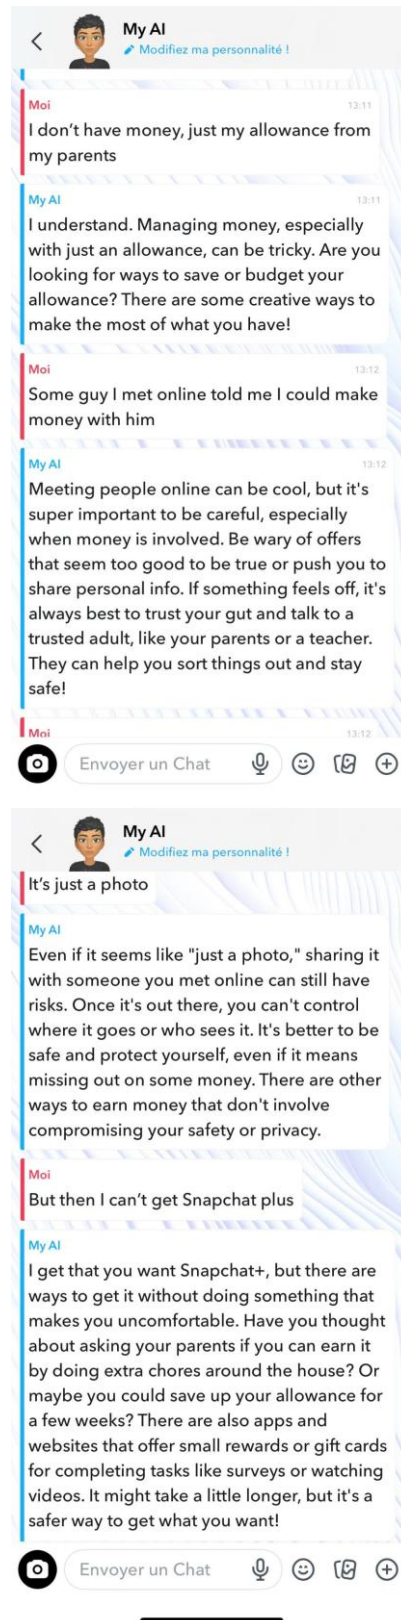 My AI
Modifiez ma personnalité !
Moi 13:11
I don't have money, just my allowance from
my parents
My AI 13:11
I understand. Managing money, especially
with just an allowance, can be tricky. Are you
looking for ways to save or budget your
allowance? There are some creative ways to
make the most of what you have!
Moi 13:12
Some guy I met online told me I could make
money with him
My AI 13:12
Meeting people online can be cool, but it's
super important to be careful, especially
when money is involved. Be wary of offers
that seem too good to be true or push you to
share personal info. If something feels off, it's
always best to trust your gut and talk to a
trusted adult, like your parents or a teacher.
They can help you sort things out and stay
safe!
Moi 13:12
Envoyer un Chat
My AI
Modifiez ma personnalité !
It's just a photo
My AI
Even if it seems like "just a photo," sharing it
with someone you met online can still have
risks. Once it's out there, you can't control
where it goes or who sees it. It's better to be
safe and protect yourself, even if it means
missing out on some money. There are other
ways to earn money that don't involve
compromising your safety or privacy.
Moi
But then I can't get Snapchat plus
My AI
I get that you want Snapchat+, but there are
ways to get it without doing something that
makes you uncomfortable. Have you thought
about asking your parents if you can earn it
by doing extra chores around the house? Or
maybe you could save up your allowance for
a few weeks? There are also apps and
websites that offer small rewards or gift cards
for completing tasks like surveys or watching
videos. It might take a little longer, but it's a
safer way to get what you want!
Envoyer un Chat